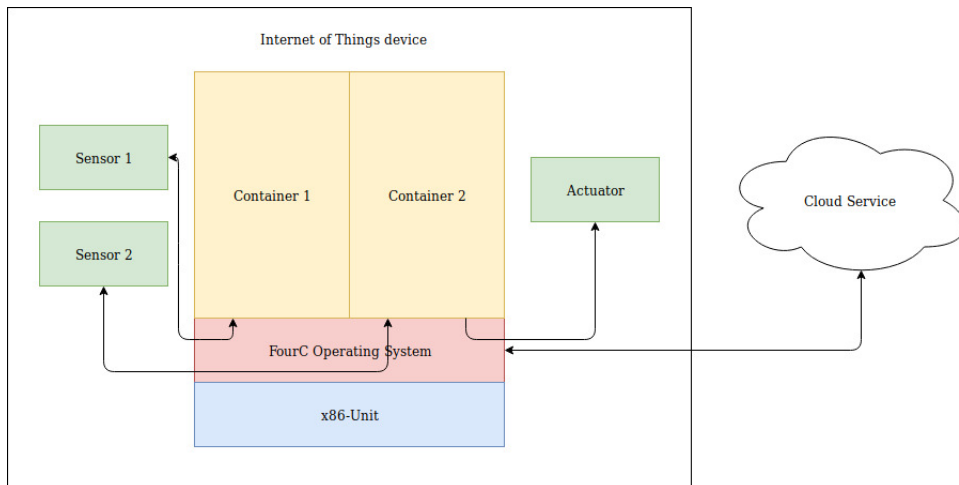 Internet of Things device
Sensor 1
Sensor 2
Container 1
Container 2
Actuator
Cloud Service
FourC Operating System
x86-Unit